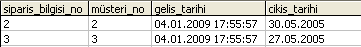 siparis_bilgisi_no müsteri_no gelis_tarihi cikis_tarihi
2 2 04.01.2009 17:55:57 30.05.2005
3 3 04.01.2009 17:55:57 27.05.2005